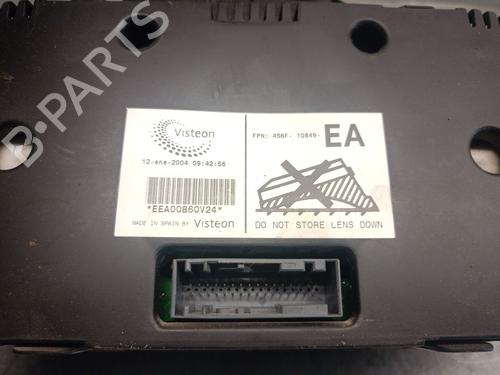 B-PARTS
Visteon
FPN: 4S6F- 10849- EA
12-ene-2004 09:42:56
*EEA00B60V24*
MADE IN SPAIN BY Visteon
DO NOT STORE LENS DOWN